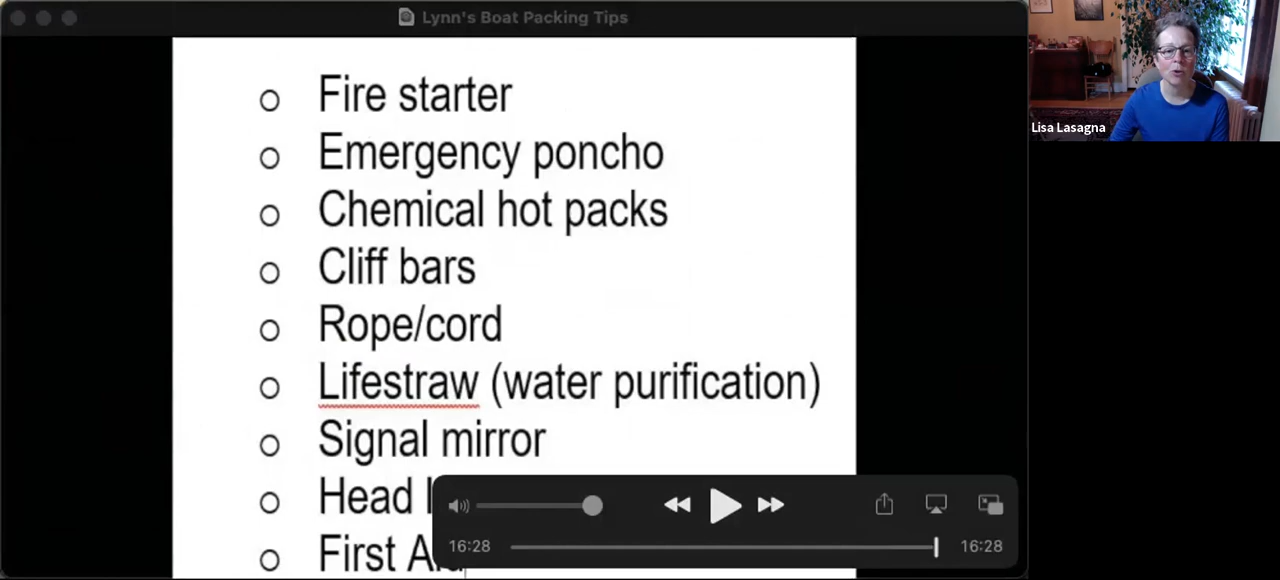 Lynn's Boat Packing Tips
Fire starter
Emergency poncho
Chemical hot packs
Cliff bars
Rope/cord
Lifestraw (water purification)
Signal mirror
Head
First Aid
16:28
16:28
Lisa Lasagna